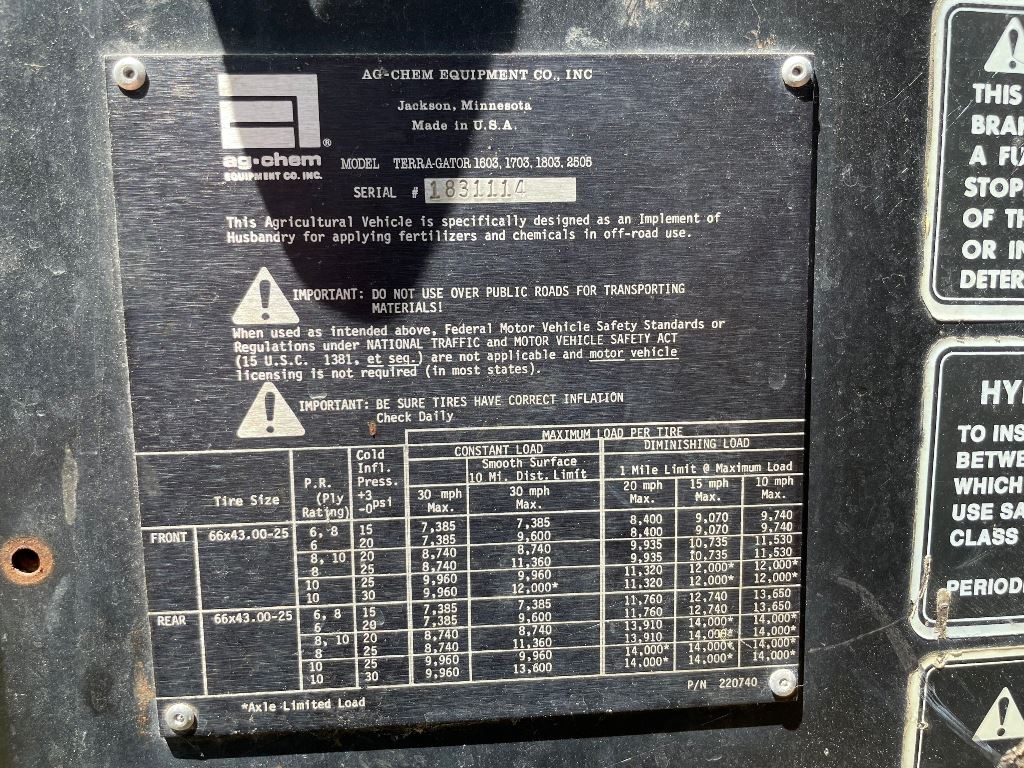 AG-CHEM EQUIPMENT CO., INC
Jackson, Minnesota
Made in U.S.A.
®
ag·chem
EQUIPMENT CO. INC.
MODEL TERRA-GATOR 1603, 1703, 1803, 2505
SERIAL # 1831114
This Agricultural Vehicle is specifically designed as an Implement of
Husbandry for applying fertilizers and chemicals in off-road use.
IMPORTANT: DO NOT USE OVER PUBLIC ROADS FOR TRANSPORTING
MATERIALS!
When used as intended above, Federal Motor Vehicle Safety Standards or
Regulations under NATIONAL TRAFFIC and MOTOR VEHICLE SAFETY ACT
(15 U.S.C. 1381, et seq.) are not applicable and motor vehicle
licensing is not required (in most states).
IMPORTANT: BE SURE TIRES HAVE CORRECT INFLATION
Check Daily
MAXIMUM LOAD PER TIRE
CONSTANT LOAD DIMINISHING LOAD
Tire Size P.R. (Ply Rating) Cold Infl. Press. +3 -0 Psi 30 mph Max. Smooth Surface 10 Mi. Dist. Limit 30 mph Max. 1 Mile Limit @ Maximum Load 20 mph Max. 15 mph Max. 10 mph Max.
FRONT 66x43.00-25 6, 8 15 7,385 7,385 8,400 9,070 9,740
6 20 7,385 9,600 8,400 9,070 9,740
8, 10 20 8,740 8,740 9,935 10,735 11,530
8 25 8,740 11,360 9,935 10,735 11,530
10 25 9,960 9,960 11,320 12,000* 12,000*
10 30 9,960 12,000* 11,320 12,000* 12,000*
REAR 66x43.00-25 6, 8 15 7,385 7,385 11,760 12,740 13,650
6 20 7,385 9,600 11,760 12,740 13,650
8, 10 20 8,740 8,740 13,910 14,000* 14,000*
8 25 8,740 11,360 13,910 14,000* 14,000*
10 25 9,960 9,960 14,000* 14,000* 14,000*
10 30 9,960 13,600 14,000* 14,000* 14,000*
*Axle Limited Load
P/N 220740
THIS
BRA
A FU
STOP
OF TH
OR IN
DETER
HY
TO INS
BETWE
WHICH
USE SA
CLASS
PERIOD